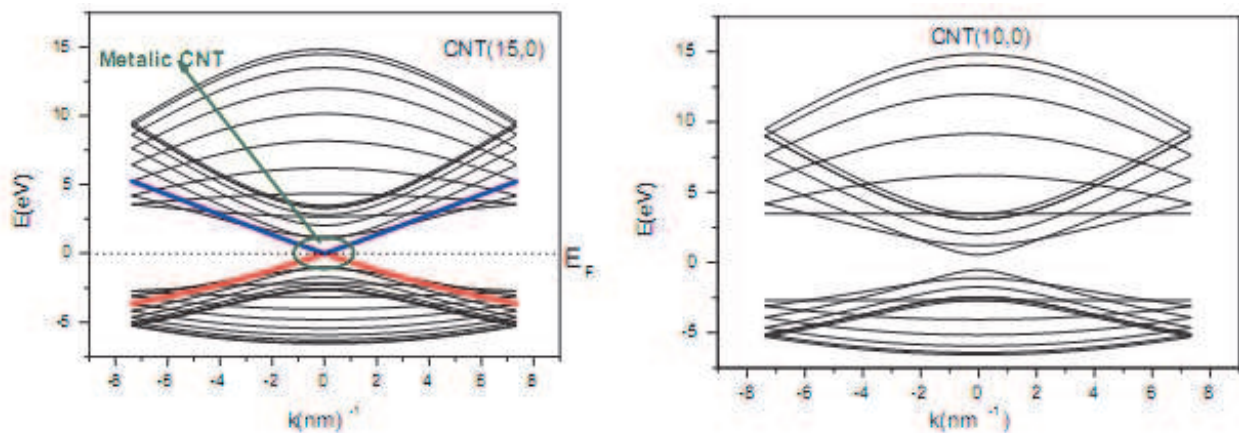 15
10
5
0
-5
E(eV)
Metalic CNT
CNT(15,0)
E
F
-8 -6 -4 -2 0 2 4 6 8
k(nm) -1
15
10
5
0
-5
E(eV)
CNT(10,0)
-8 -6 -4 -2 0 2 4 6 8
k(nm -1)